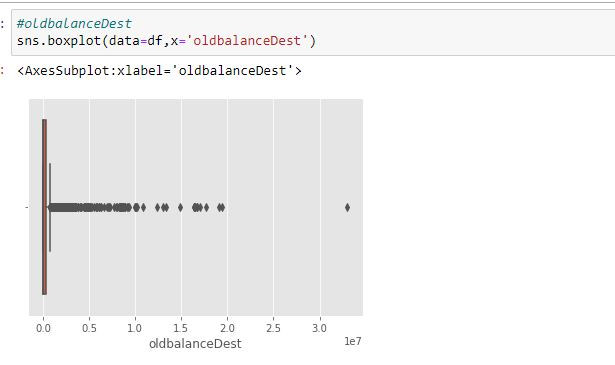 : #oldbalanceDest
sns.boxplot(data=df,x='oldbalanceDest')
: <AxesSubplot:xlabel='oldbalanceDest'>
0.0 0.5 1.0 1.5 2.0 2.5 3.0
1e7
oldbalanceDest